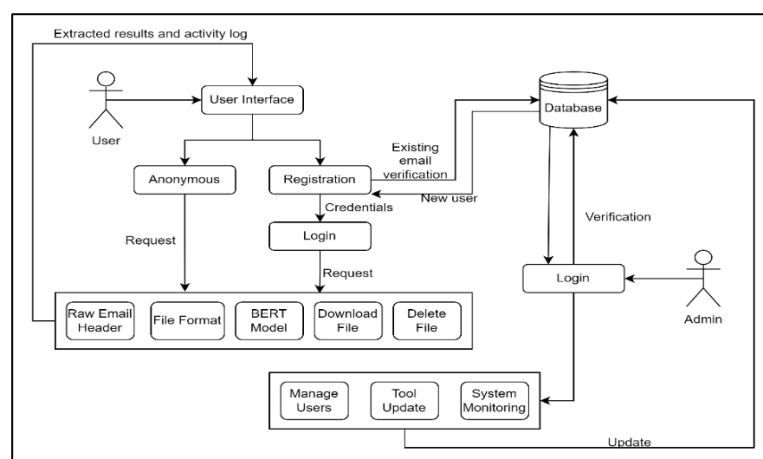 Extracted results and activity log
User Interface
Database
User
Existing
email
verification
Anonymous
Registration
New user
Credentials
Verification
Request
Login
Request
Login
Admin
Raw Email
Header
File Format
BERT
Model
Download
File
Delete
File
Manage
Users
Tool
Update
System
Monitoring
Update